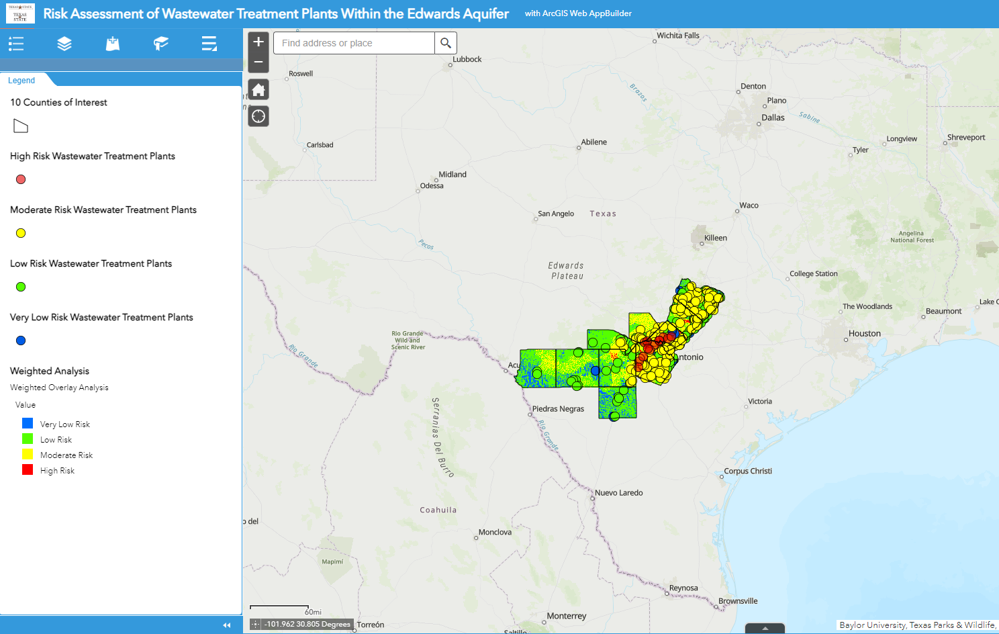 TEXAS★STATE
TEXAS
STATE
Risk Assessment of Wastewater Treatment Plants Within the Edwards Aquifer
with ArcGIS Web AppBuilder
Legend
10 Counties of Interest
High Risk Wastewater Treatment Plants
Moderate Risk Wastewater Treatment Plants
Low Risk Wastewater Treatment Plants
Very Low Risk Wastewater Treatment Plants
Weighted Analysis
Weighted Overlay Analysis
Value
Very Low Risk
Low Risk
Moderate Risk
High Risk
+
−
Find address or place
Wichita Falls
Lubbock
Roswell
Brazos
Denton
Plano
Dallas
Sabine
Longview
Shreveport
Tyler
Carlsbad
Abilene
Midland
Odessa
Waco
San Angelo
Texas
Killeen
Angelina
National Forest
Pecos
Edwards
Plateau
College Station
The Woodlands
Beaumont
Lake C
Houston
Rio Grande
Wild and
Scenic River
Rio Grande
Acu
ntonio
Victoria
Piedras Negras
Rio Grande
Serranias Del Burro
Corpus Christi
Nuevo Laredo
Coahuila
o del
Monclova
Mapimí
Reynosa
Brownsville
60mi
Monterrey
-101.962 30.805 Degrees
Torreón
Saltillo
Baylor University, Texas Parks & Wildlife,